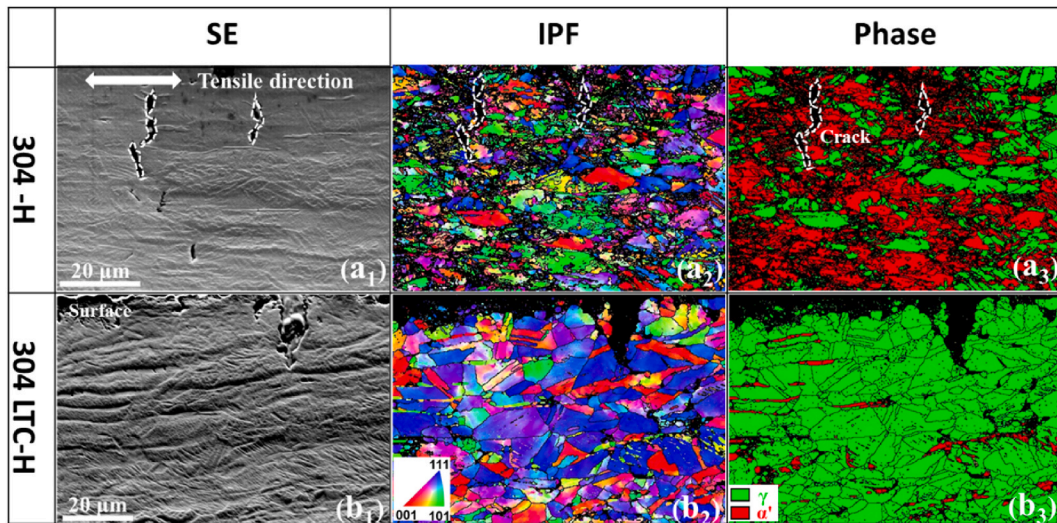 SE
IPF
Phase
304 -H
Tensile direction
20 μm
(a1)
(a2)
Crack
(a3)
304 LTC-H
Surface
20 μm
(b1)
111
001 101
(b2)
γ
α'
(b3)